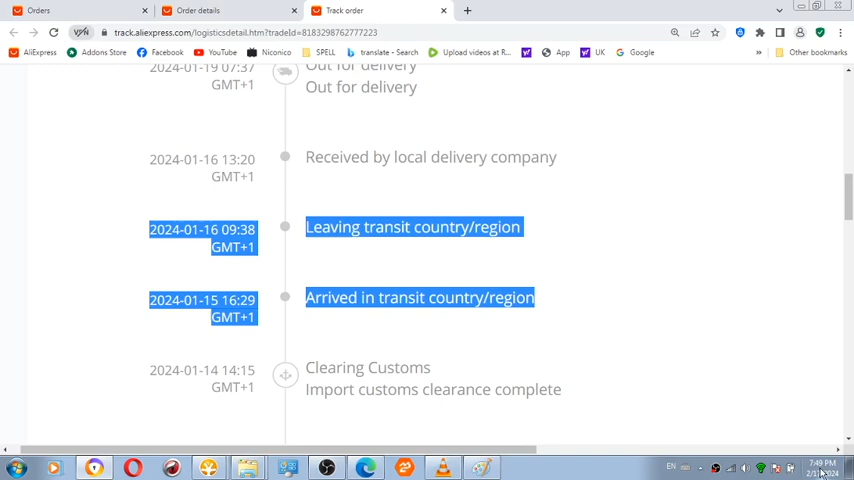 Orders
Order details
Track order
VPN track.aliexpress.com/logisticsdetail.htm?tradeId=8183298762777223
AliExpress Addons Store Facebook YouTube Niconico SPELL translate - Search Upload videos at R... App UK Google » Other bookmarks
2024-01-19 07:37
GMT+1
Out for delivery
Out for delivery
2024-01-16 13:20
GMT+1
Received by local delivery company
2024-01-16 09:38
GMT+1
Leaving transit country/region
2024-01-15 16:29
GMT+1
Arrived in transit country/region
2024-01-14 14:15
GMT+1
Clearing Customs
Import customs clearance complete
EN
7:49 PM